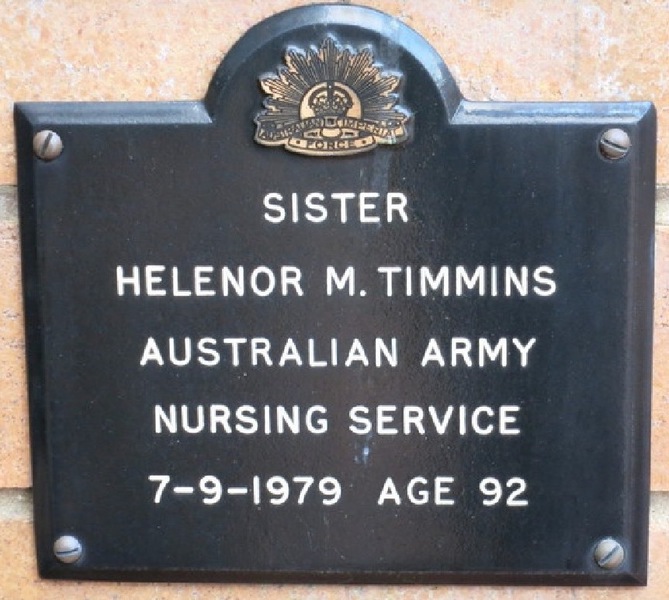 AUSTRALIAN IMPERIAL
FORCE
SISTER
HELENOR M. TIMMINS
AUSTRALIAN ARMY
NURSING SERVICE
7-9-1979 AGE 92